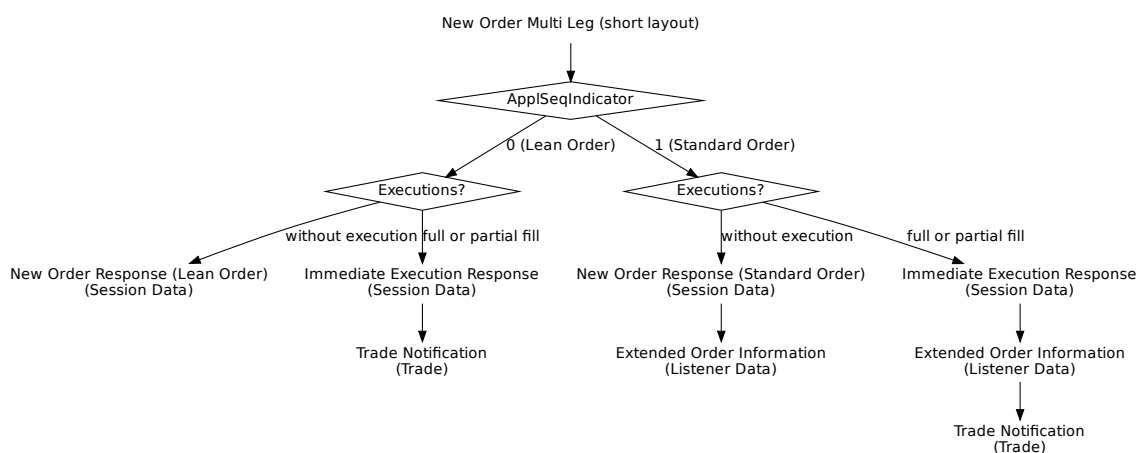 New Order Multi Leg (short layout)
ApplSeqIndicator
0 (Lean Order)
1 (Standard Order)
Executions?
Executions?
without execution
full or partial fill
without execution
full or partial fill
New Order Response (Lean Order)
(Session Data)
Immediate Execution Response
(Session Data)
New Order Response (Standard Order)
(Session Data)
Immediate Execution Response
(Session Data)
Trade Notification
(Trade)
Extended Order Information
(Listener Data)
Extended Order Information
(Listener Data)
Trade Notification
(Trade)